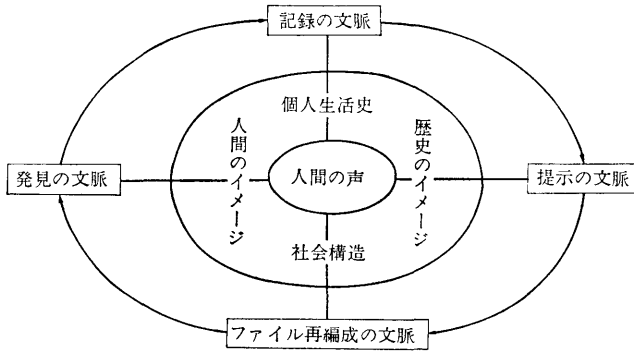 記録の文脈
個人生活史
人間のイメージ
歴史のイメージ
発見の文脈
人間の声
提示の文脈
社会構造
ファイル再編成の文脈